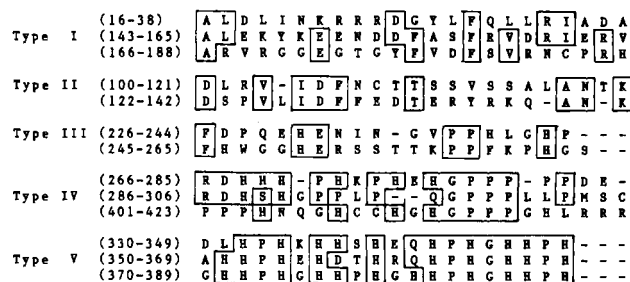 (16-38) A L D L I N K R R R D G Y L F Q L L R I A D A
Type I (143-165) A L E K Y K E E N D D F A S F R V D R I E R V
(166-188) A R V R G G E G T G Y F V D F S V R N C P R H
Type II (100-121) D L R V - I D F N C T T S S V S S A L A N T K
(122-142) D S P V L I D F F E D T E R Y R K Q - A N - K
Type III (226-244) F D P Q E H E N I N - G V P P H L G H P - - -
(245-265) F H W G G H E R S S T T K P P F K P H G S - -
(266-285) R D H H H - P H K P H E H G P P P - P P D E -
Type IV (286-306) R D H S H G P P L P - - Q G P P P L L P M S C
(401-423) P P P H N Q G H C G H G H G P P P G H L R R R
(330-349) D L H P H K H H S H E Q H P H G H H P H - - -
Type V (350-369) A H H P H E H D T H R Q H P H G H H P H - - -
(370-389) G H H P H G H H P H G H H P H G H H P H - - -